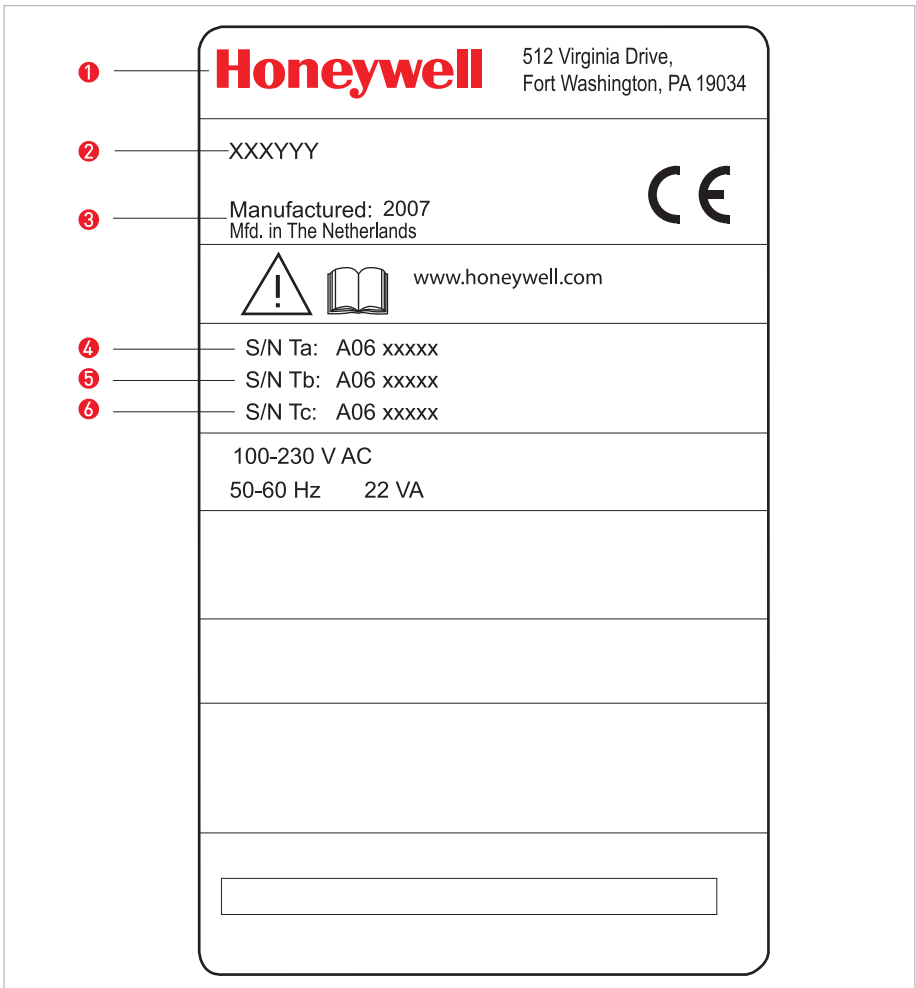 1 Honeywell 512 Virginia Drive,
Fort Washington, PA 19034
2 XXXYYY
CE
3 Manufactured: 2007
Mfd. in The Netherlands
! www.honeywell.com
4 S/N Ta: A06 xxxxx
5 S/N Tb: A06 xxxxx
6 S/N Tc: A06 xxxxx
100-230 V AC
50-60 Hz 22 VA